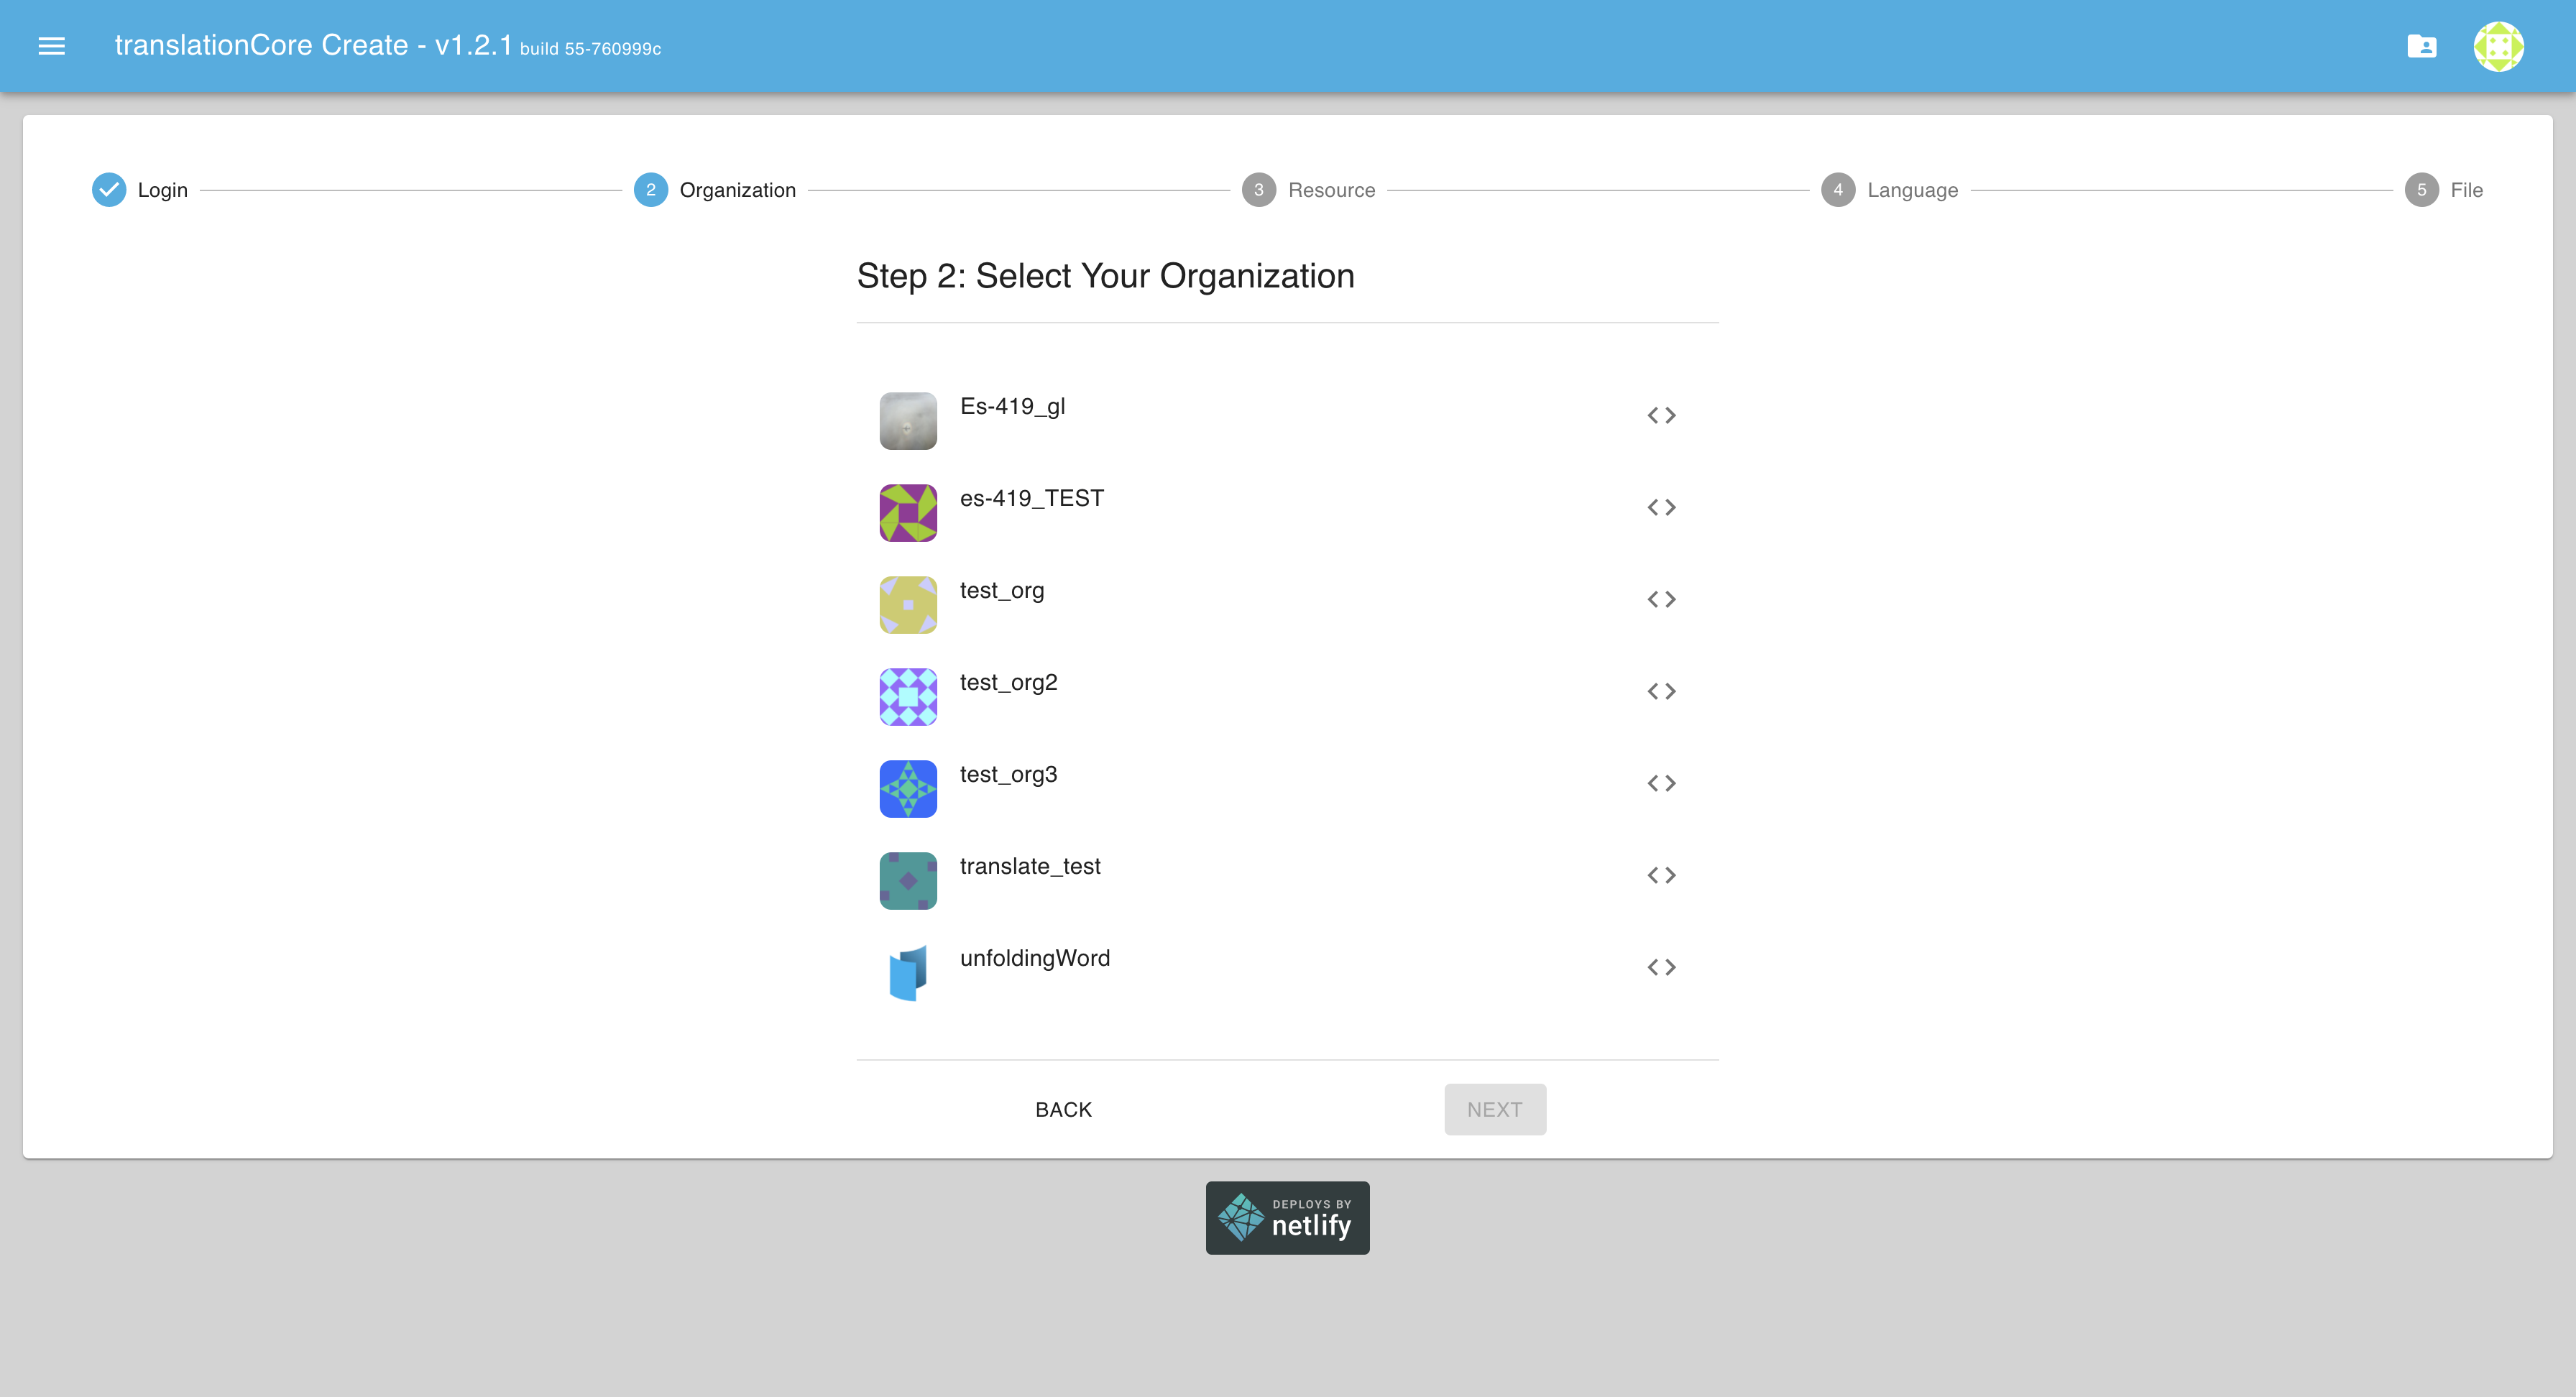 translationCore Create - v1.2.1 build 55-760999c
Login
2 Organization
3 Resource
4 Language
5 File
Step 2: Select Your Organization
Es-419_gl
es-419_TEST
test_org
test_org2
test_org3
translate_test
unfoldingWord
BACK
NEXT
DEPLOYS BY
netlify